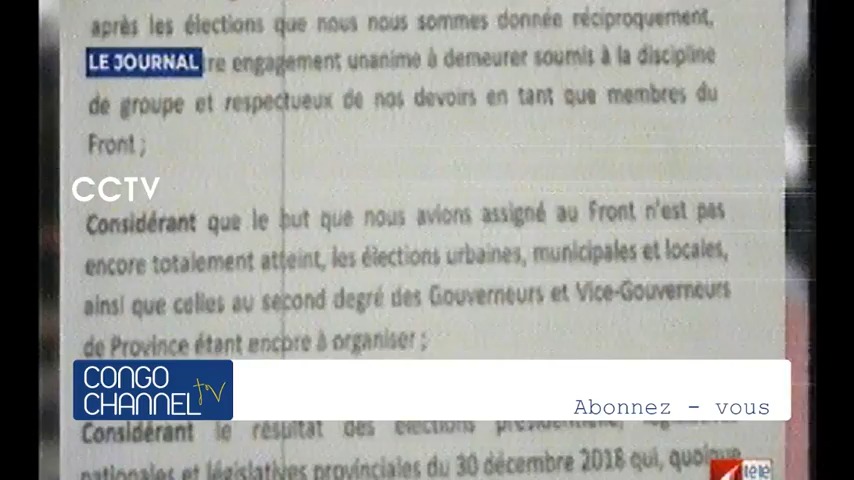 après les élections que nous nous sommes donnée réciproquement,
LE JOURNAL re engagement unanime à demeurer soumis à la discipline
de groupe et respectueux de nos devoirs en tant que membres du
Front ;
CCTV
Considérant que le but que nous avions assigné au Front n'est pas
encore totalement atteint, les élections urbaines, municipales et locales,
ainsi que celles au second degré des Gouverneurs et Vice-Gouverneurs
de Province étant encore à organiser ;
CONGO
CHANNEL tv
Abonnez - vous
Considérant le résultat des élections
nationales et législatives provinciales du 30 décembre 2018 qui, quoique
télé